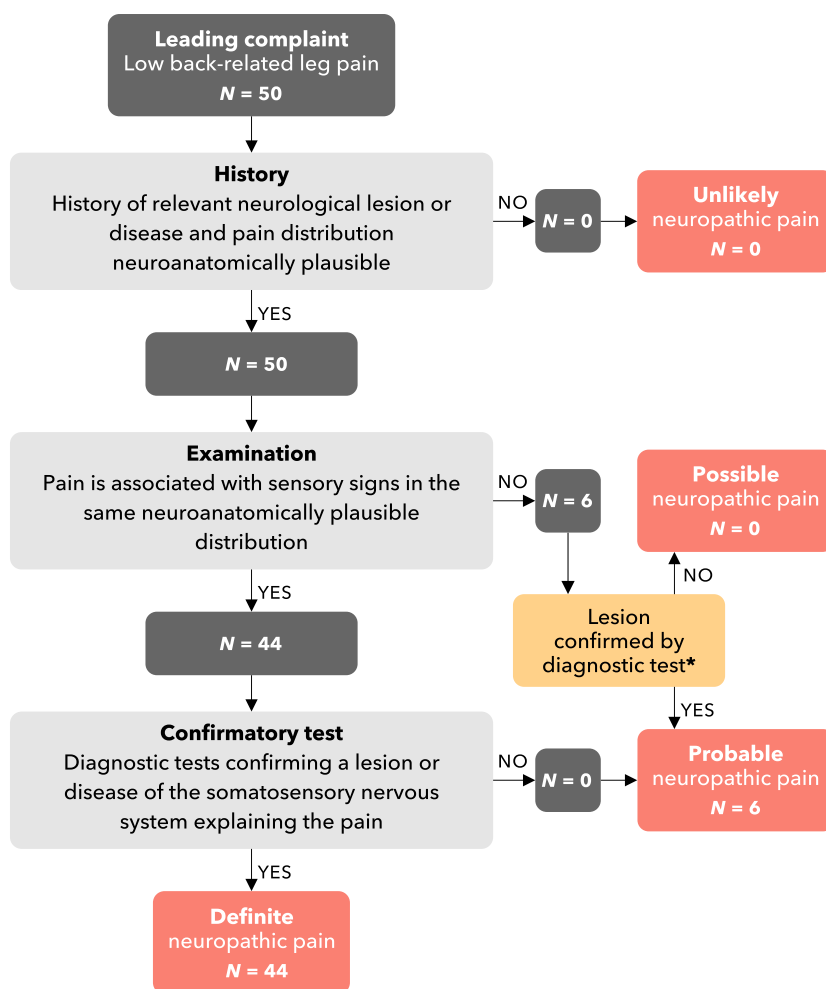 Leading complaint
Low back-related leg pain
N = 50
History
History of relevant neurological lesion or
disease and pain distribution
neuroanatomically plausible
NO
N = 0
Unlikely
neuropathic pain
N = 0
YES
N = 50
Examination
Pain is associated with sensory signs in the
same neuroanatomically plausible
distribution
NO
N = 6
Possible
neuropathic pain
N = 0
NO
Lesion
confirmed by
diagnostic test*
YES
YES
N = 44
Confirmatory test
Diagnostic tests confirming a lesion or
disease of the somatosensory nervous
system explaining the pain
NO
N = 0
Probable
neuropathic pain
N = 6
YES
Definite
neuropathic pain
N = 44